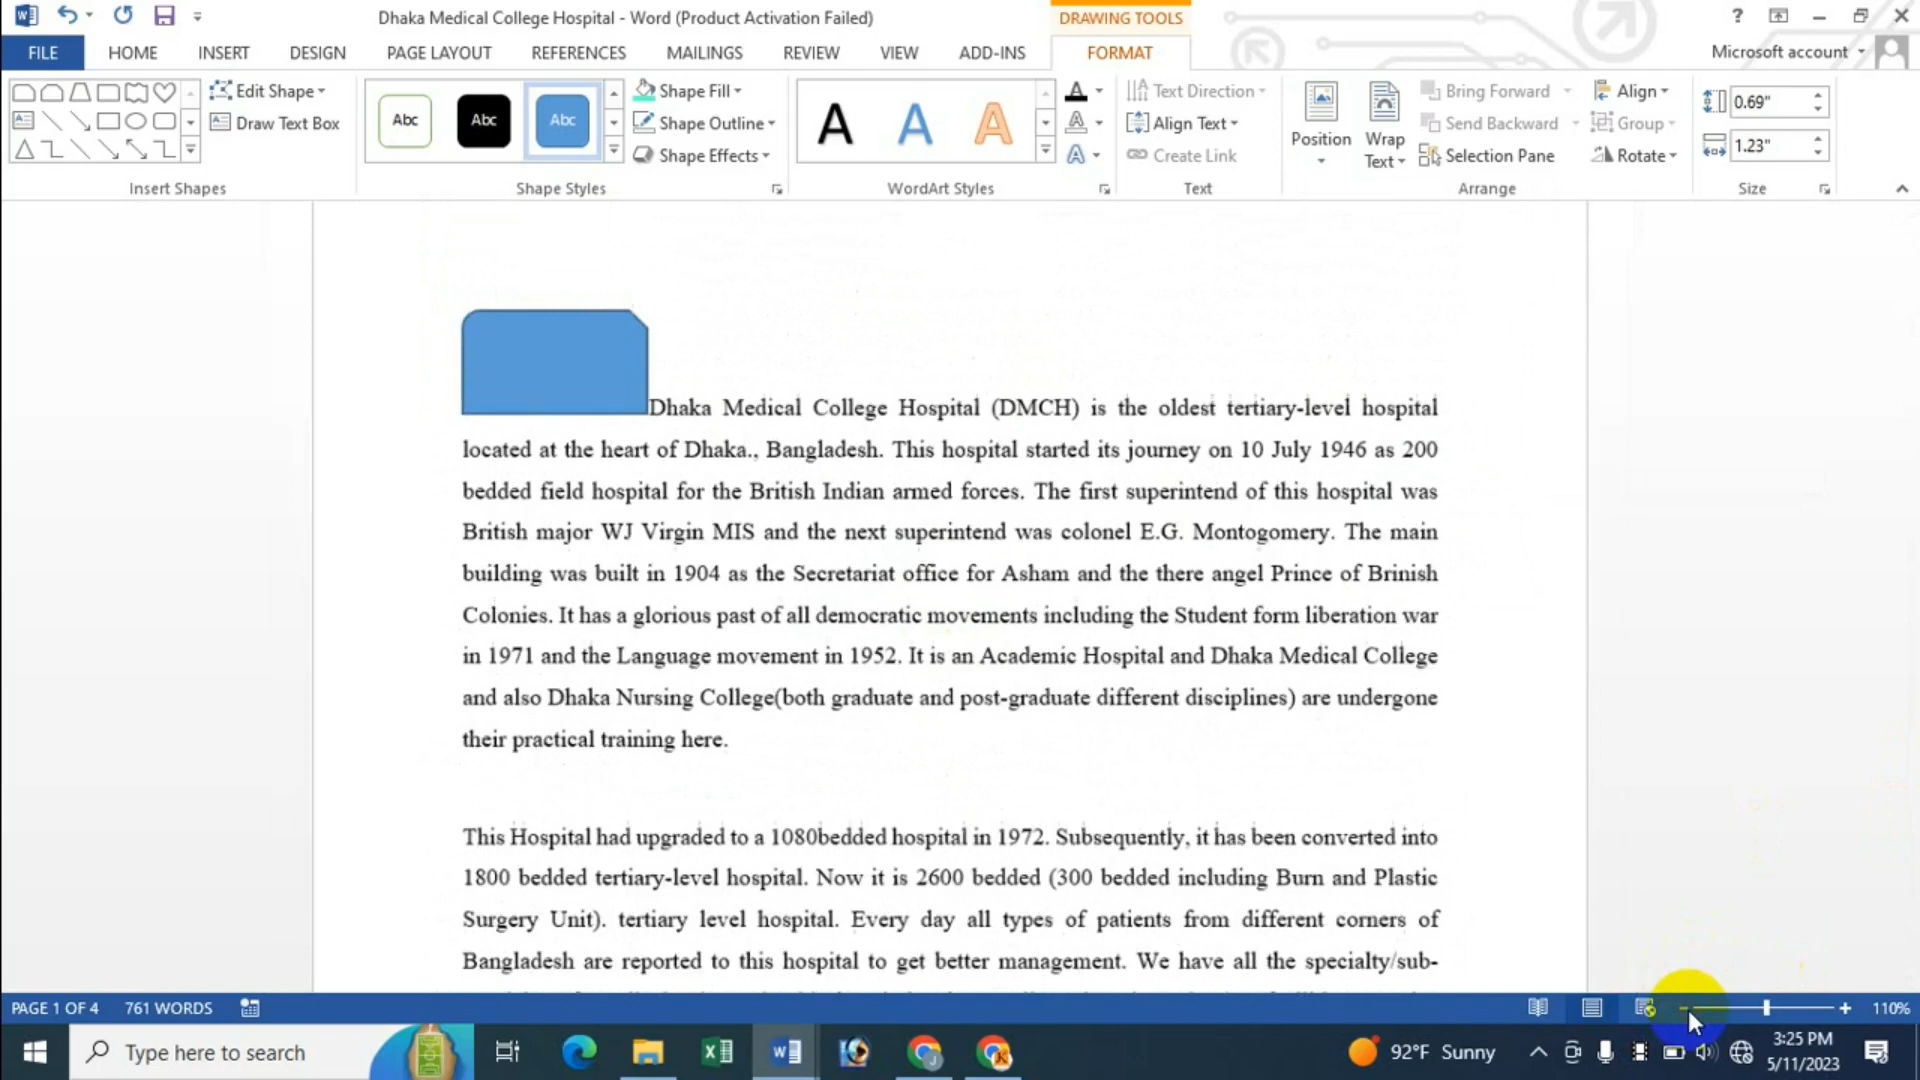 Dhaka Medical College Hospital - Word (Product Activation Failed)
DRAWING TOOLS
?
FILE HOME INSERT DESIGN PAGE LAYOUT REFERENCES MAILINGS REVIEW VIEW ADD-INS FORMAT
Microsoft account
Edit Shape
Draw Text Box
Insert Shapes
Abc Abc Abc
Shape Fill
Shape Outline
Shape Effects
Shape Styles
A A A
A
A
A
WordArt Styles
Text Direction
Align Text
Create Link
Text
Position
Wrap
Text
Bring Forward
Send Backward
Selection Pane
Align
Group
Rotate
Arrange
0.69"
1.23"
Size
Dhaka Medical College Hospital (DMCH) is the oldest tertiary-level hospital
located at the heart of Dhaka., Bangladesh. This hospital started its journey on 10 July 1946 as 200
bedded field hospital for the British Indian armed forces. The first superintend of this hospital was
British major WJ Virgin MIS and the next superintend was colonel E.G. Montogomery. The main
building was built in 1904 as the Secretariat office for Asham and the there angel Prince of Brinish
Colonies. It has a glorious past of all democratic movements including the Student form liberation war
in 1971 and the Language movement in 1952. It is an Academic Hospital and Dhaka Medical College
and also Dhaka Nursing College(both graduate and post-graduate different disciplines) are undergone
their practical training here.
This Hospital had upgraded to a 1080bedded hospital in 1972. Subsequently, it has been converted into
1800 bedded tertiary-level hospital. Now it is 2600 bedded (300 bedded including Burn and Plastic
Surgery Unit). tertiary level hospital. Every day all types of patients from different corners of
Bangladesh are reported to this hospital to get better management. We have all the specialty/sub-
PAGE 1 OF 4 761 WORDS
110%
Type here to search
92°F Sunny
3:25 PM
5/11/2023